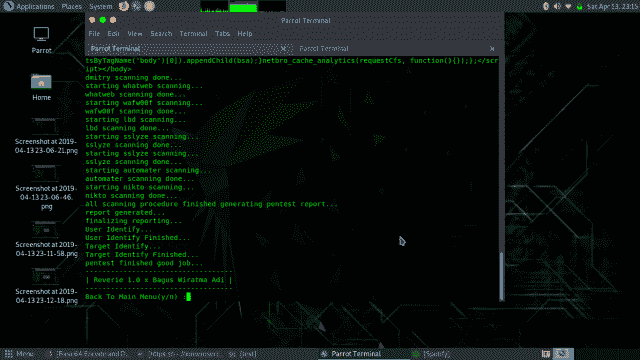 Applications Places System
Sat Apr 13, 23:15
Parrot Terminal
File Edit View Search Terminal Tabs Help
Parrot Terminal
Parrot Terminal
tsByTagName('body')[0]).appendChild(bsa);}netbro_cache_analytics(requestCfs, function(){});};</scr
ipt></body>
dmitry scanning done...
starting whatweb scanning...
whatweb scanning done...
starting wafw00f scanning...
wafw00f scanning done...
starting lbd scanning...
lbd scanning done...
starting sslyze scanning...
sslyze scanning done...
starting sslyze scanning...
sslyze scanning done...
starting automater scanning...
automater scanning done...
starting nikto scanning...
nikto scanning done...
all scanning procedure finished generating pentest report...
report generated...
finalizing reporting...
User Identify...
User Identify Finished...
Target Identify...
Target Identify Finished...
pentest finished good job...
----------------------------------
| Roverie 1.0 x Bagus Wiratma Adi |
----------------------------------
Back To Main Menu(y/n) :
Parrot
Home
Screenshot at 2019-
04-13 23-06-21.png
Screenshot at 2019-
04-13 23-06-46.
png
Screenshot at 2019-
04-13 23-11-58.png
Screenshot at 2019-
04-13 23-12-18.png
Menu
[Base64 Encode and D...
[text]
Parrot Terminal
[Spotify]